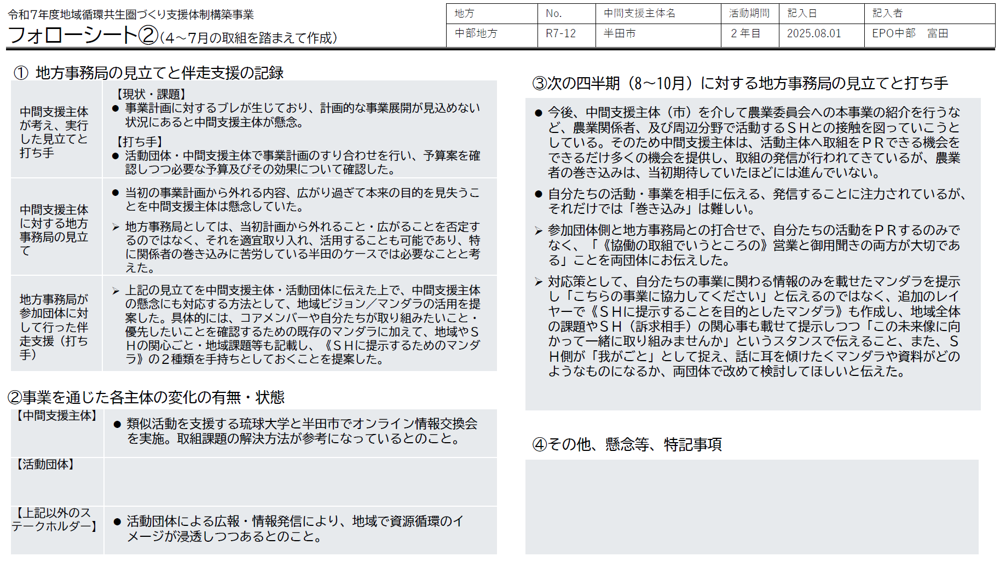 令和７年度地域循環共生圏づくり支援体制構築事業
フォローシート②（４～７月の取組を踏まえて作成）
地方 No. 中間支援主体名 活動期間 記入日 記入者
中部地方 R7-12 半田市 ２年目 2025.08.01 EPO中部　富田
① 地方事務局の見立てと伴走支援の記録
中間支援主体
が考え、実行
した見立てと
打ち手
【現状・課題】
● 事業計画に対するブレが生じており、計画的な事業展開が見込めない
状況にあると中間支援主体が懸念。
【打ち手】
● 活動団体・中間支援主体で事業計画のすり合わせを行い、予算案を確
認しつつ必要な予算及びその効果について確認した。
中間支援主体
に対する地方
事務局の見立
て
● 当初の事業計画から外れる内容、広がり過ぎて本来の目的を見失うこ
とを中間支援主体は懸念していた。
➢ 地方事務局としては、当初計画から外れること・広がることを否定す
るのではなく、それを適宜取り入れ、活用することも可能であり、特
に関係者の巻き込みに苦労している半田のケースでは必要なことと考
えた。
地方事務局が
参加団体に対
して行った伴
走支援（打ち
手）
➢ 上記の見立てを中間支援主体・活動団体に伝えた上で、中間支援主体
の懸念にも対応する方法として、地域ビジョン／マンダラの活用を提
案した。具体的には、コアメンバーや自分たちが取り組みたいこと・
優先したいことを確認するための既存のマンダラに加えて、地域やＳ
Ｈの関心ごと・地域課題等も記載し、《ＳＨに提示するためのマンダ
ラ》の２種類を手持ちとしておくことを提案した。
②事業を通じた各主体の変化の有無・状態
【中間支援主体】
● 類似活動を支援する琉球大学と半田市でオンライン情報交換会
を実施。取組課題の解決方法が参考になっているとのこと。
【活動団体】
【上記以外のス
テークホルダー】
● 活動団体による広報・情報発信により、地域で資源循環のイ
メージが浸透しつつあるとのこと。
③次の四半期（8～10月）に対する地方事務局の見立てと打ち手
● 今後、中間支援主体（市）を介して農業委員会への本事業の紹介を行うな
ど、農業関係者、及び周辺分野で活動するＳＨとの接触を図っていこうと
している。そのため中間支援主体は、活動主体へ取組をＰＲできる機会を
できるだけ多くの機会を提供し、取組の発信が行われてきているが、農業
者の巻き込みは、当初期待していたほどには進んでいない。
● 自分たちの活動・事業を相手に伝える、発信することに注力されているが、
それだけでは「巻き込み」は難しい。
➢ 参加団体側と地方事務局との打合せで、自分たちの活動をＰＲするのみで
なく、「《協働の取組でいうところの》営業と御用聞きの両方が大切であ
る」ことを両団体にお伝えした。
➢ 対応策として、自分たちの事業に関わる情報のみを載せたマンダラを提示
し「こちらの事業に協力してください」と伝えるのではなく、追加のレイ
ヤーで《ＳＨに提示することを目的としたマンダラ》も作成し、地域全体
の課題やＳＨ（訴求相手）の関心事も載せて提示しつつ「この未来像に向
かって一緒に取り組みませんか」というスタンスで伝えること、また、Ｓ
Ｈ側が「我がごと」として捉え、話に耳を傾けたくマンダラや資料がどの
ようなものになるか、両団体で改めて検討してほしいと伝えた。
④その他、懸念等、特記事項